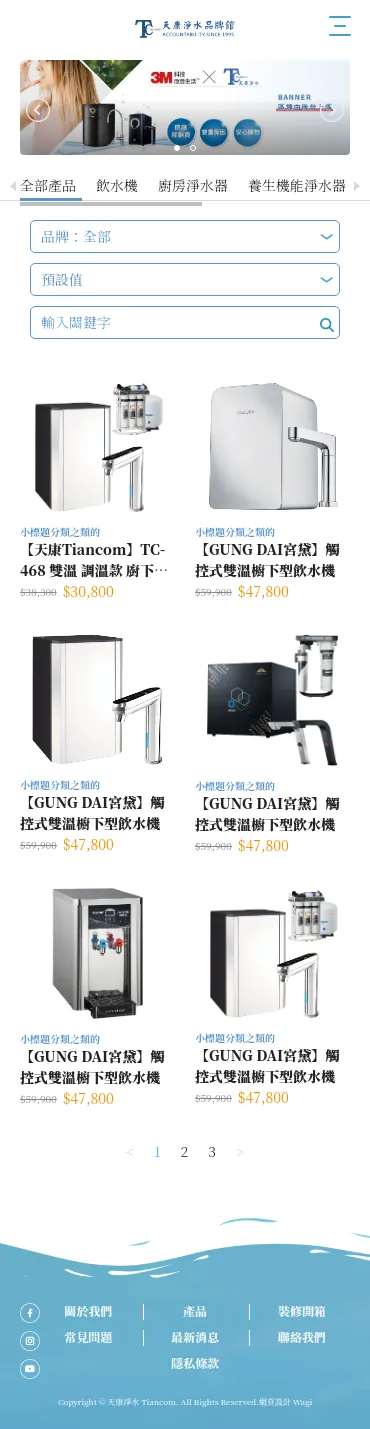 TC 天康淨水品牌館
ACCOUNTABILITY.SINCE 1995
3M 科技改善生活™ TC 天康淨水
BANNER
雙重保固 安心購物
全部產品 飲水機 廚房淨水器 養生機能淨水器
品牌：全部
預設值
輸入關鍵字
SAKURA
小標題分類之類的
【天康Tiancom】TC-
468 雙溫 調溫款 廚下…
$38,300 $30,800
小標題分類之類的
【GUNG DAI宮黛】觸
控式雙溫櫥下型飲水機
$59,900 $47,800
小標題分類之類的
【GUNG DAI宮黛】觸
控式雙溫櫥下型飲水機
$59,900 $47,800
小標題分類之類的
【GUNG DAI宮黛】觸
控式雙溫櫥下型飲水機
$59,900 $47,800
小標題分類之類的
【GUNG DAI宮黛】觸
控式雙溫櫥下型飲水機
$59,900 $47,800
小標題分類之類的
【GUNG DAI宮黛】觸
控式雙溫櫥下型飲水機
$59,900 $47,800
< 1 2 3 >
關於我們 產品 裝修開箱
常見問題 最新消息 聯絡我們
隱私條款
Copyright © 天康淨水 Tiancom. All Rights Reserved.網頁設計 Wagi